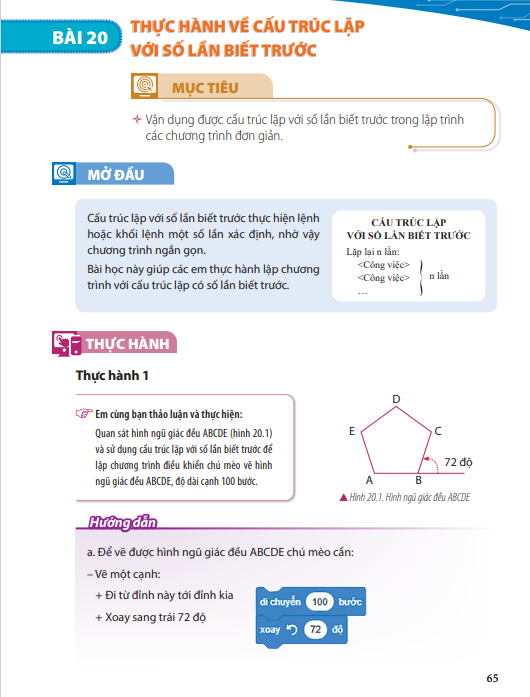 BÀI 20
THỰC HÀNH VỀ CẤU TRÚC LẶP
VỚI SỐ LẦN BIẾT TRƯỚC
MỤC TIÊU
Vận dụng được cấu trúc lặp với số lần biết trước trong lập trình
các chương trình đơn giản.
MỞ ĐẦU
Cấu trúc lặp với số lần biết trước thực hiện lệnh
hoặc khối lệnh một số lần xác định, nhờ vậy
chương trình ngắn gọn.
Bài học này giúp các em thực hành lập chương
trình với cấu trúc lặp có số lần biết trước.
CẤU TRÚC LẶP
VỚI SỐ LẦN BIẾT TRƯỚC
Lặp lại n lần:
<Công việc>
<Công việc>
…
n lần
THỰC HÀNH
Thực hành 1
Em cùng bạn thảo luận và thực hiện:
Quan sát hình ngũ giác đều ABCDE (hình 20.1)
và sử dụng cấu trúc lặp với số lần biết trước để
lập chương trình điều khiển chú mèo vẽ hình
ngũ giác đều ABCDE, độ dài cạnh 100 bước.
D
E
C
72 độ
A
B
Hình 20.1. Hình ngũ giác đều ABCDE
Hướng dẫn
a. Để vẽ được hình ngũ giác đều ABCDE chú mèo cần:
– Vẽ một cạnh:
+ Đi từ đỉnh này tới đỉnh kia
+ Xoay sang trái 72 độ
di chuyển 100 bước
xoay 72 độ
65